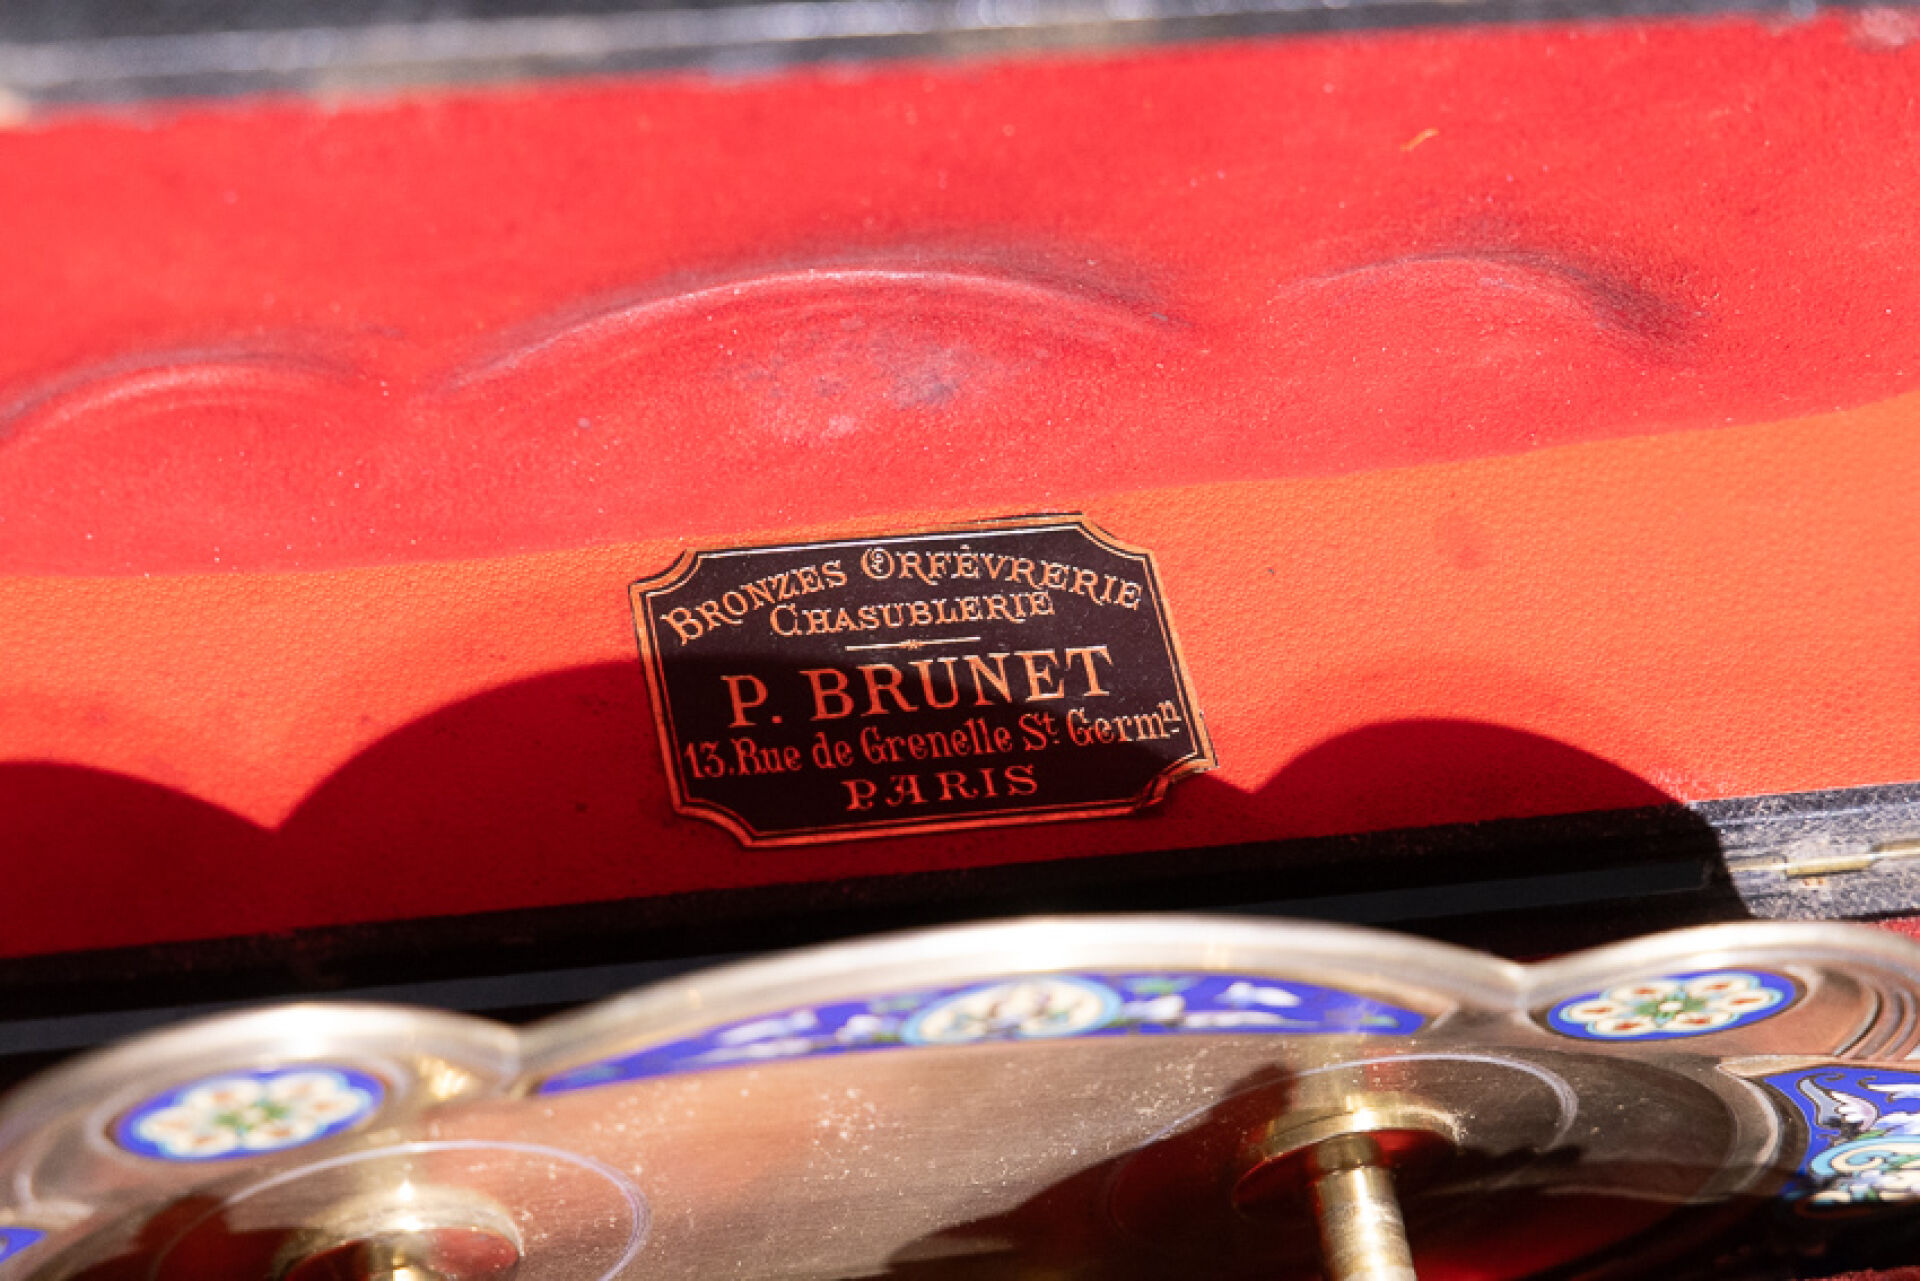 BRONZES ORFÈVRERIE
CHASUBLERIE
P. BRUNET
13. Rue de Grenelle St. Germn.
PARIS